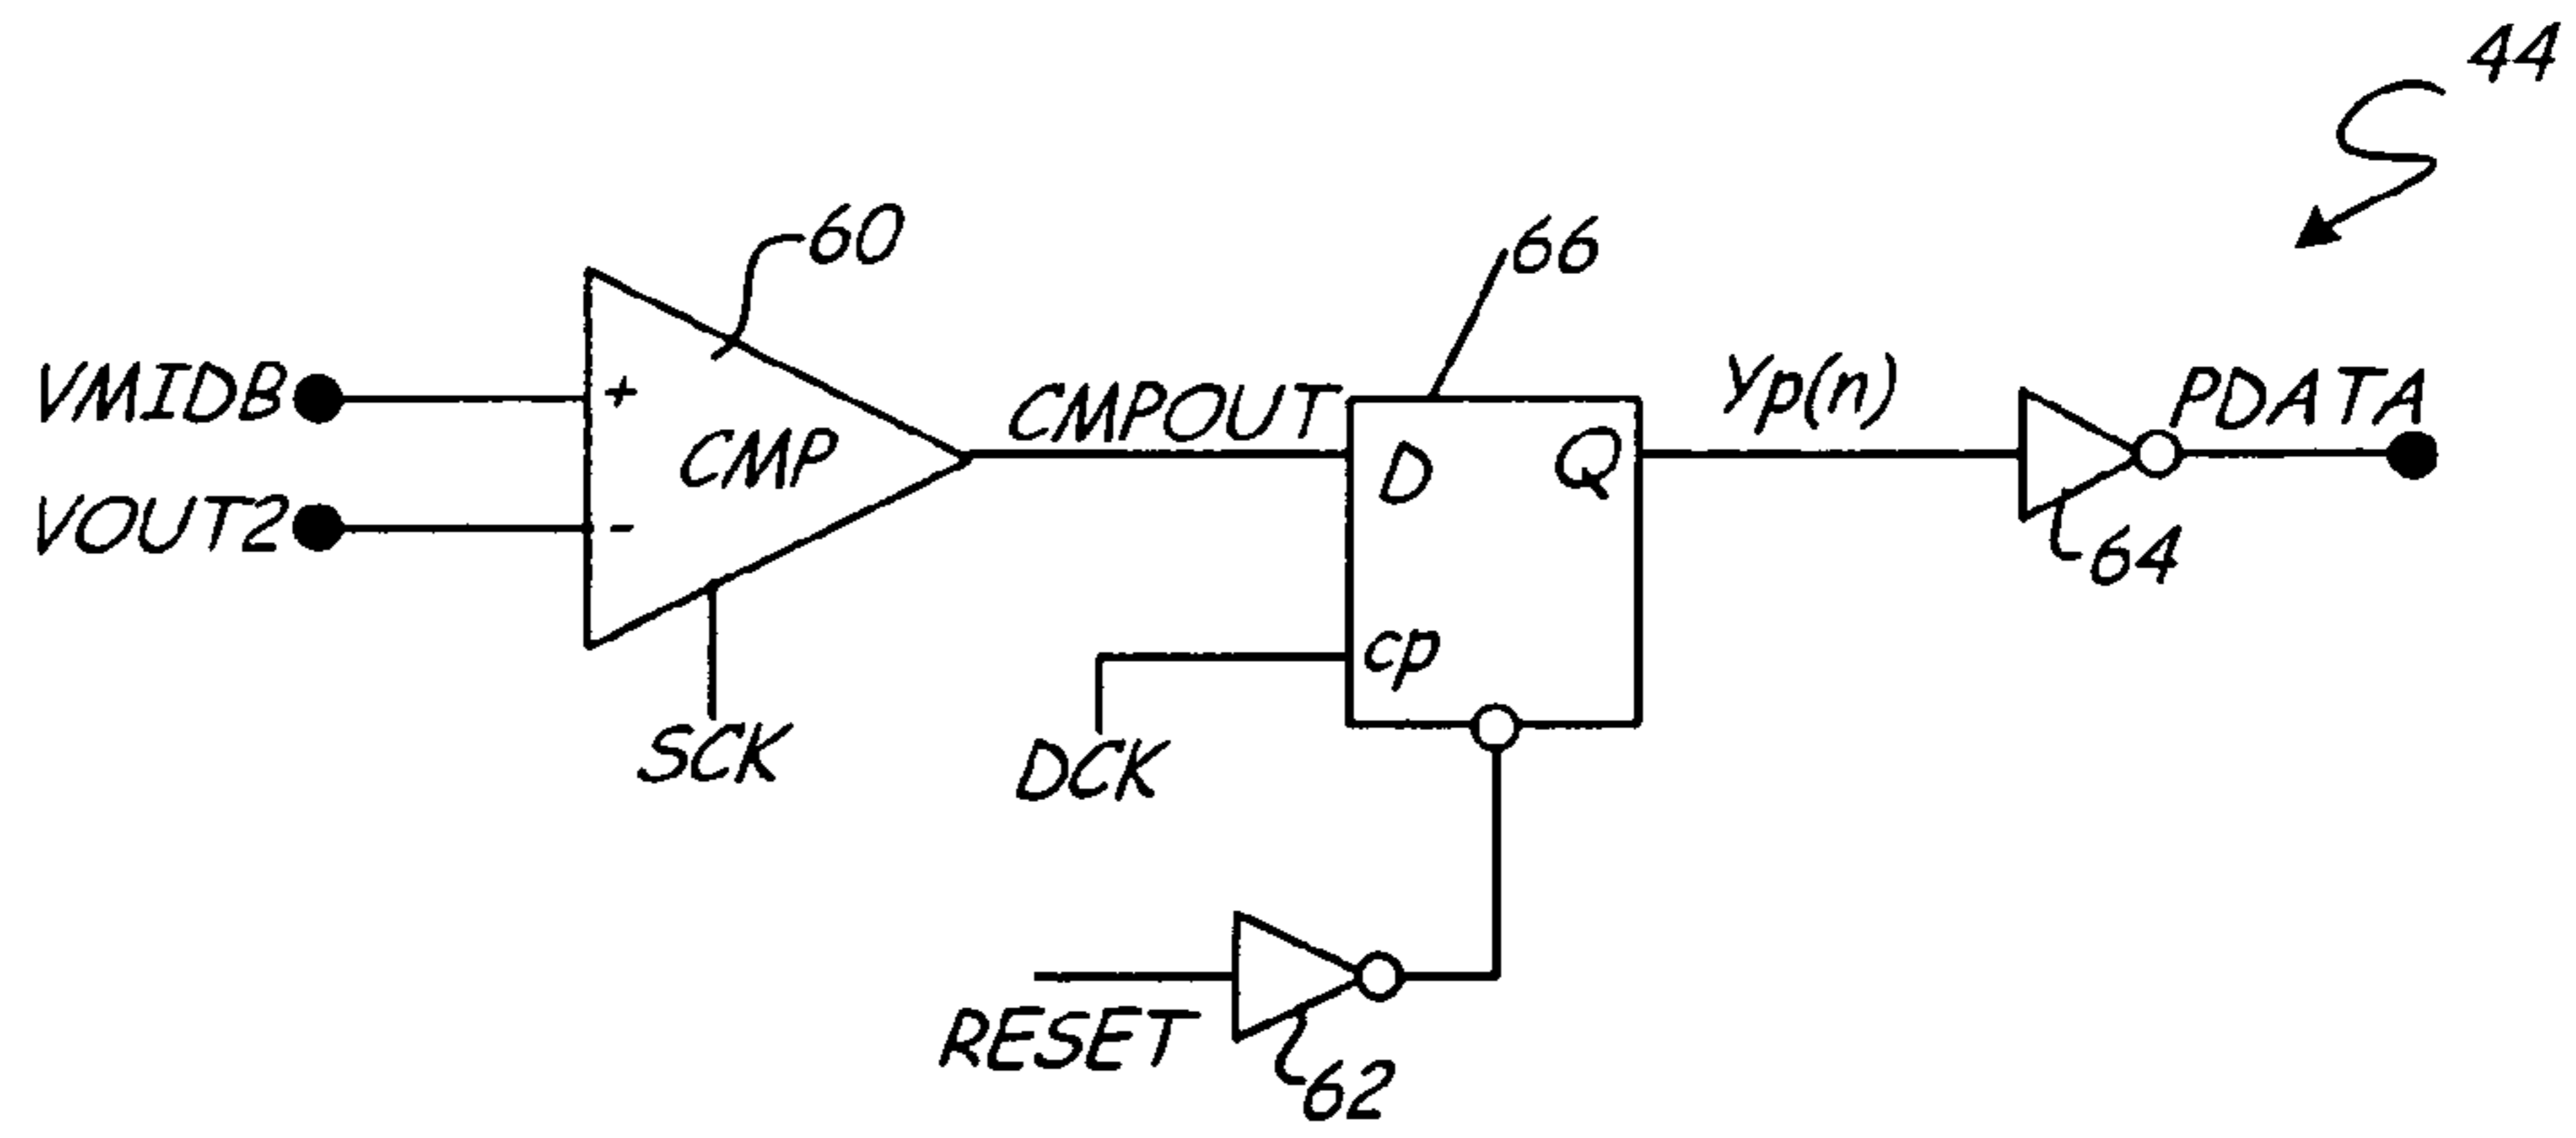 44
60
66
VMIDB
+
CMP
CMPOUT
Yp(n)
PDATA
D
Q
VOUT2
-
64
cp
SCK
DCK
RESET
62